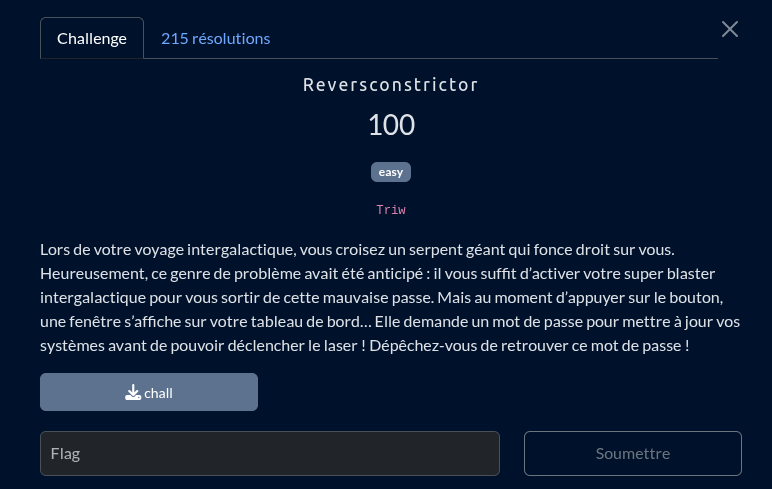 Challenge
215 résolutions
Reversconstrictor
100
easy
Triw
Lors de votre voyage intergalactique, vous croisez un serpent géant qui fonce droit sur vous.
Heureusement, ce genre de problème avait été anticipé : il vous suffit d’activer votre super blaster
intergalactique pour vous sortir de cette mauvaise passe. Mais au moment d’appuyer sur le bouton,
une fenêtre s’affiche sur votre tableau de bord… Elle demande un mot de passe pour mettre à jour vos
systèmes avant de pouvoir déclencher le laser ! Dépêchez-vous de retrouver ce mot de passe !
chall
Flag
Soumettre